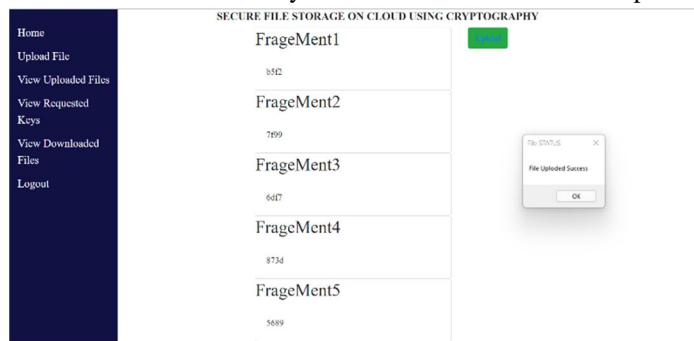 SECURE FILE STORAGE ON CLOUD USING CRYPTOGRAPHY
Home
Upload File
View Uploaded Files
View Requested
Keys
View Downloaded
Files
Logout
FrageMent1
b5f2
FrageMent2
7f99
FrageMent3
6df7
FrageMent4
873d
FrageMent5
5689
Upload
File STATUS
File Uploded Success
OK